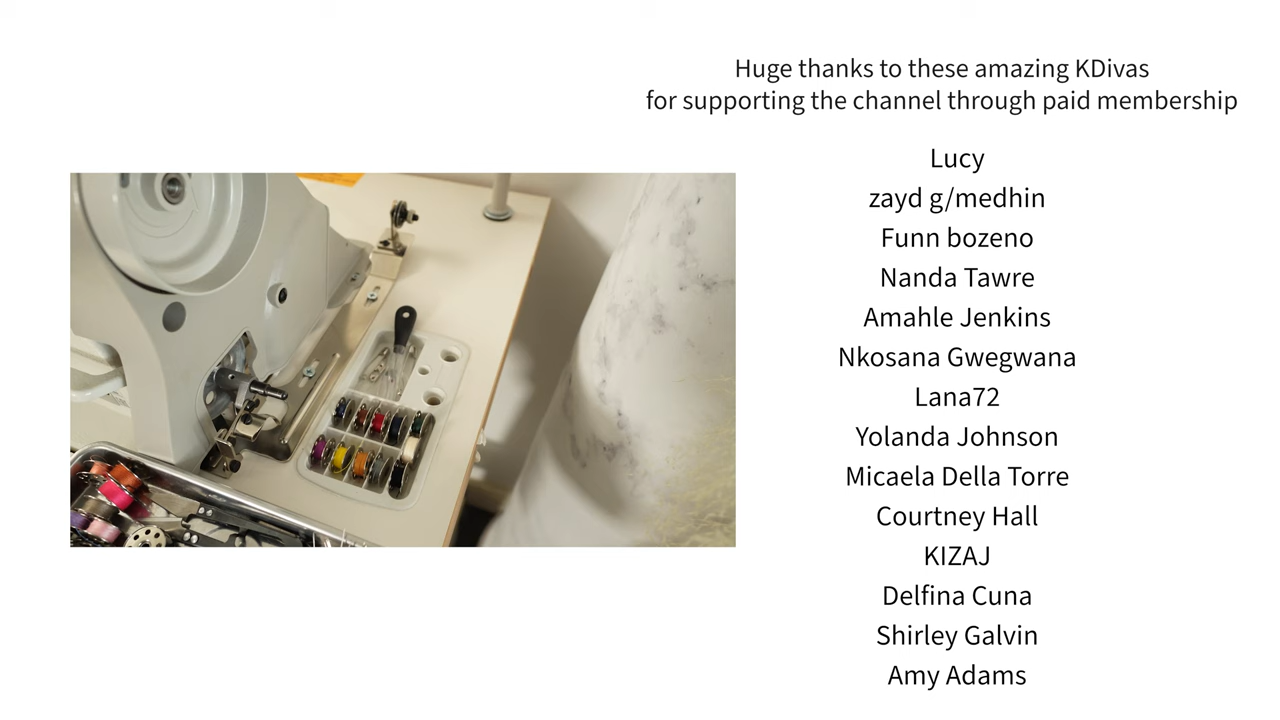 Huge thanks to these amazing KDivas
for supporting the channel through paid membership
Lucy
zayd g/medhin
Funn bozeno
Nanda Tawre
Amahle Jenkins
Nkosana Gwegwana
Lana72
Yolanda Johnson
Micaela Della Torre
Courtney Hall
KIZAJ
Delfina Cuna
Shirley Galvin
Amy Adams